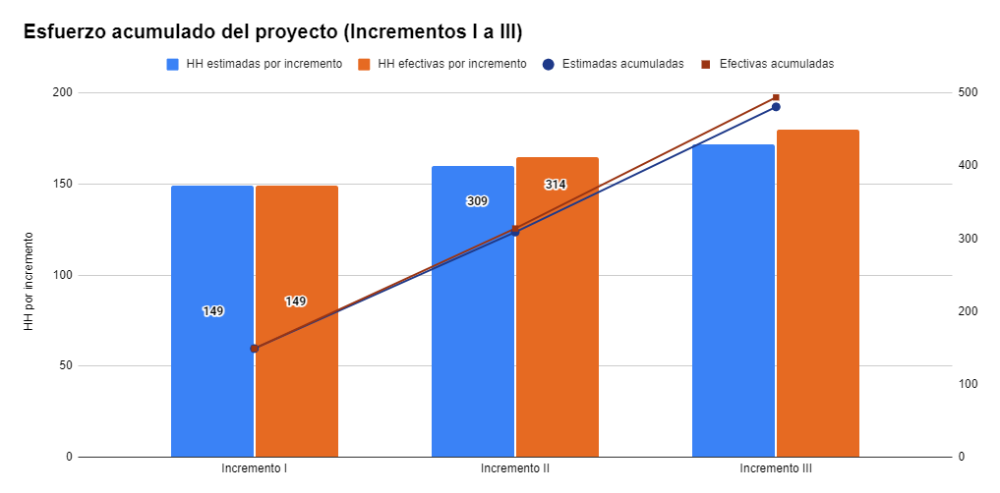 Esfuerzo acumulado del proyecto (Incrementos I a III)
HH estimadas por incremento HH efectivas por incremento Estimadas acumuladas Efectivas acumuladas
200 500
400
150 314
309
300
HH por incremento
100
149 149 200
50
100
0 0
Incremento I Incremento II Incremento III